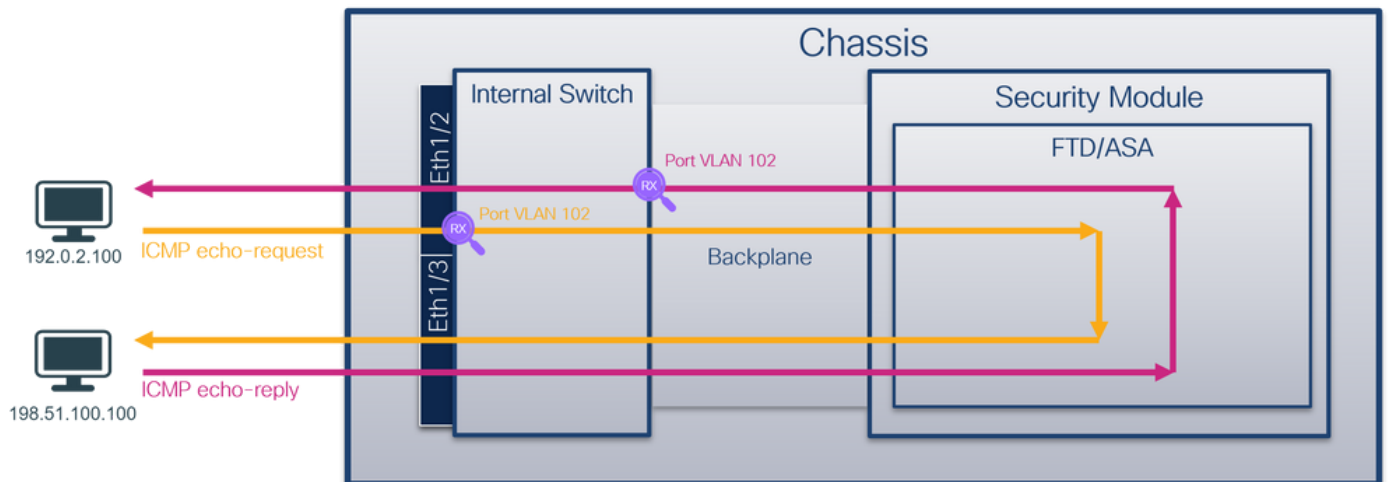 Chassis
Internal Switch
Security Module
FTD/ASA
Eth1/2
Port VLAN 102
RX
Port VLAN 102
RX
192.0.2.100
ICMP echo-request
Backplane
Eth1/3
ICMP echo-reply
198.51.100.100